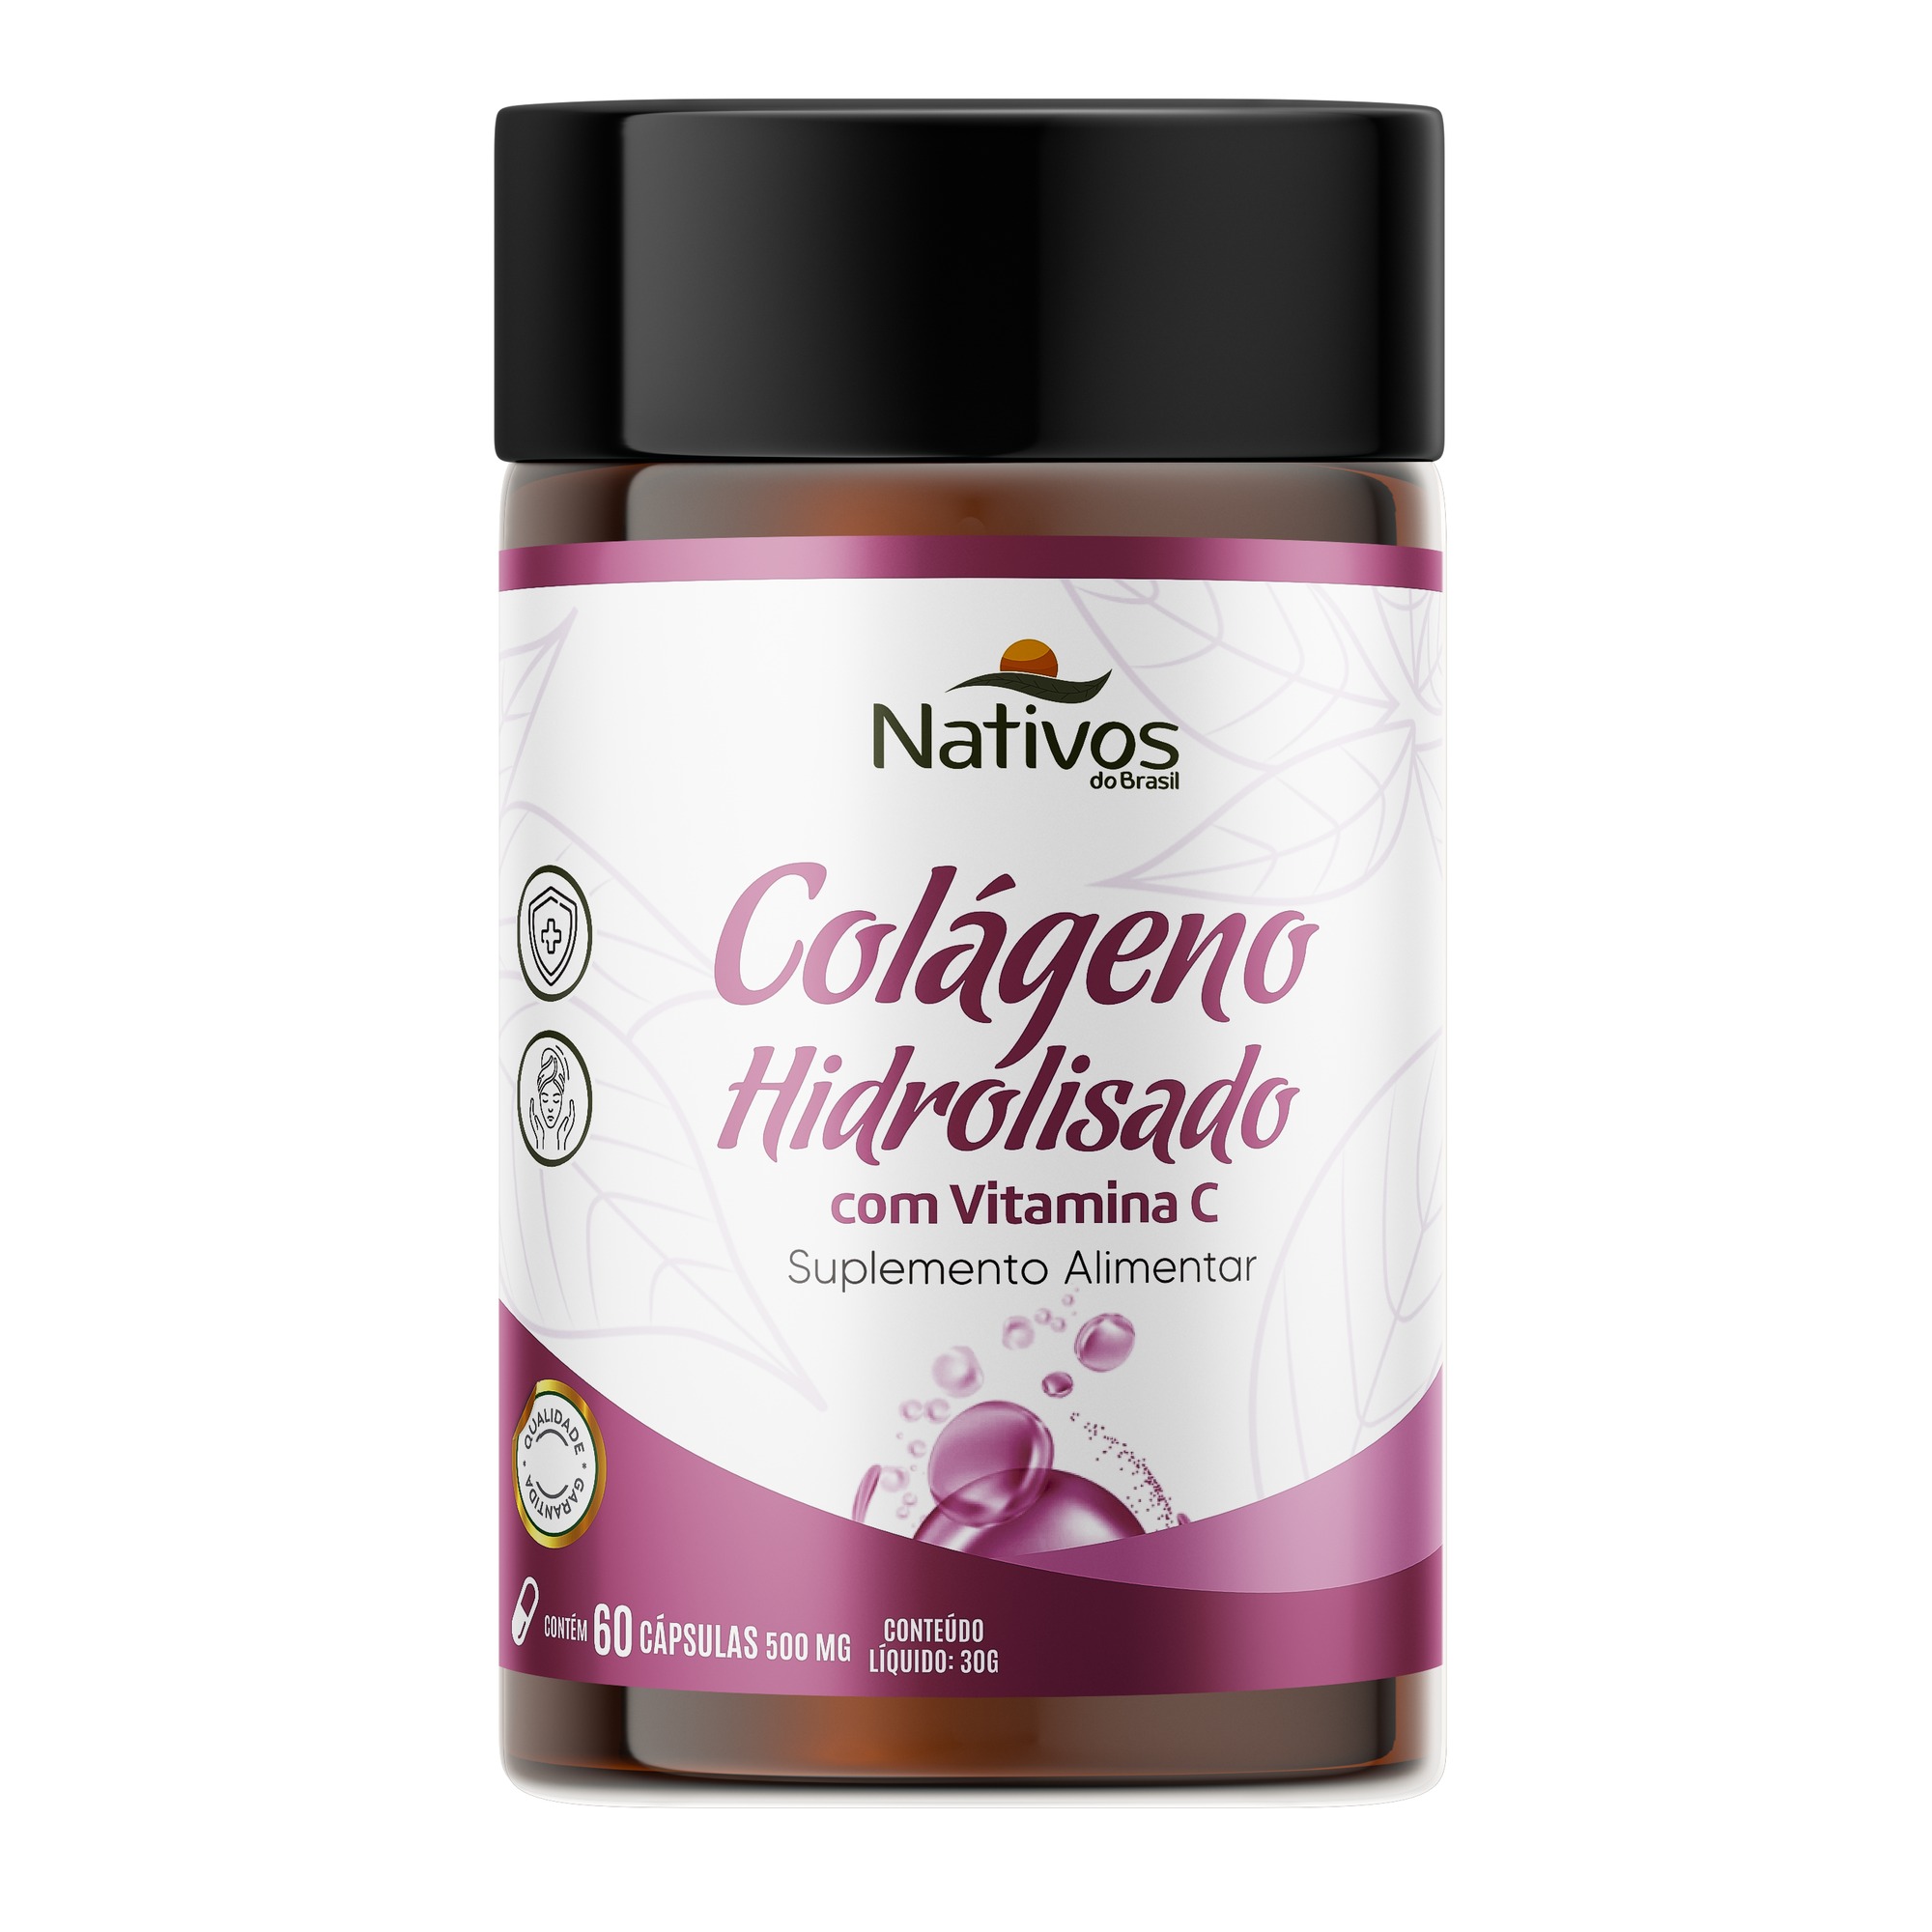 Nativos
do Brasil
Colágeno
Hidrolisado
com Vitamina C
Suplemento Alimentar
QUALIDADE * GARANTIDA *
CONTÉM 60 CÁPSULAS 500 MG
CONTEÚDO
LÍQUIDO: 30G